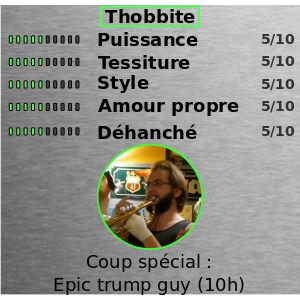 Thobbite
Puissance 5/10
Tessiture 5/10
Style 5/10
Amour propre 5/10
Déhanché 5/10
Coup spécial :
Epic trump guy (10h)